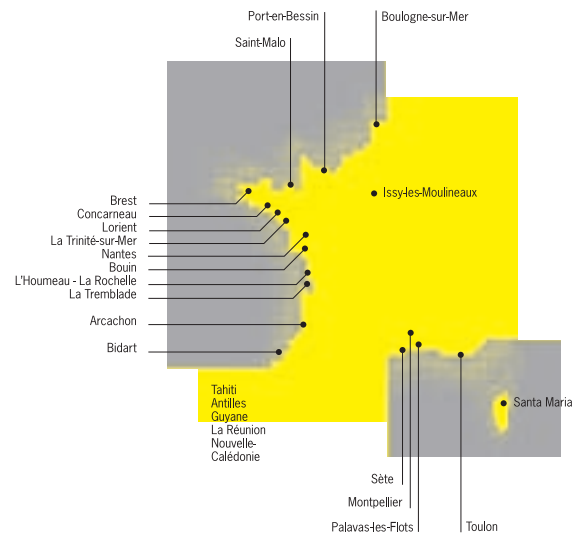 Port-en-Bessin
Boulogne-sur-Mer
Saint-Malo
Issy-les-Moulineaux
Brest
Concarneau
Lorient
La Trinité-sur-Mer
Nantes
Bouin
L'Houmeau - La Rochelle
La Tremblade
Arcachon
Bidart
Tahiti
Antilles
Guyane
La Réunion
Nouvelle-
Calédonie
Santa Maria
Sète
Montpellier
Palavas-les-Flots
Toulon